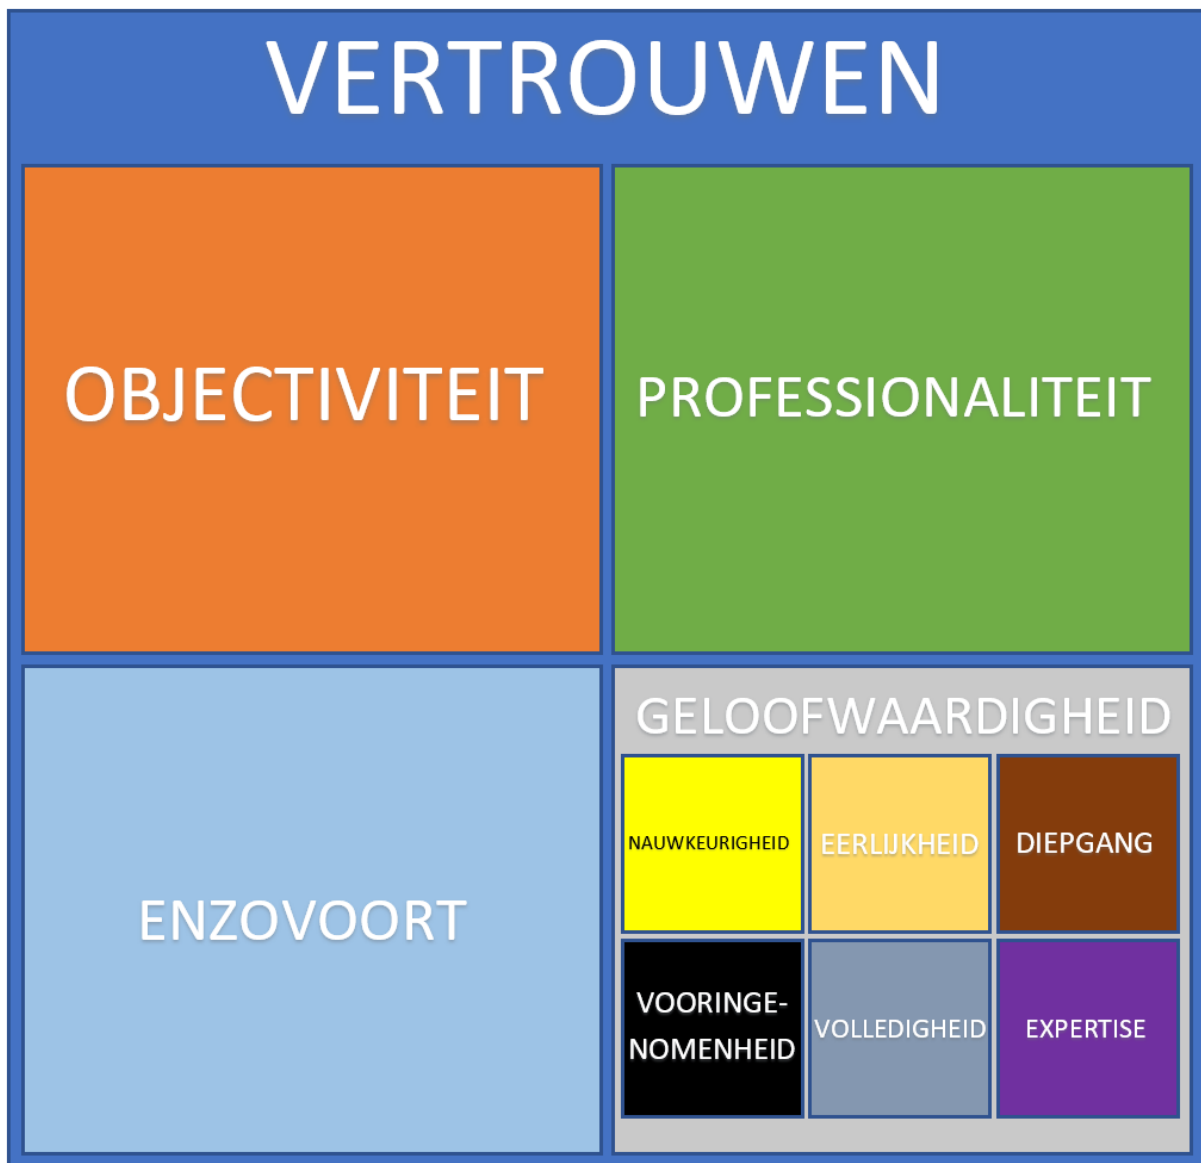 VERTROUWEN
OBJECTIVITEIT
PROFESSIONALITEIT
ENZOVOORT
GELOOFWAARDIGHEID
NAUWKEURIGHEID
EERLIJKHEID
DIEPGANG
VOORINGE-
NOMENHEID
VOLLEDIGHEID
EXPERTISE